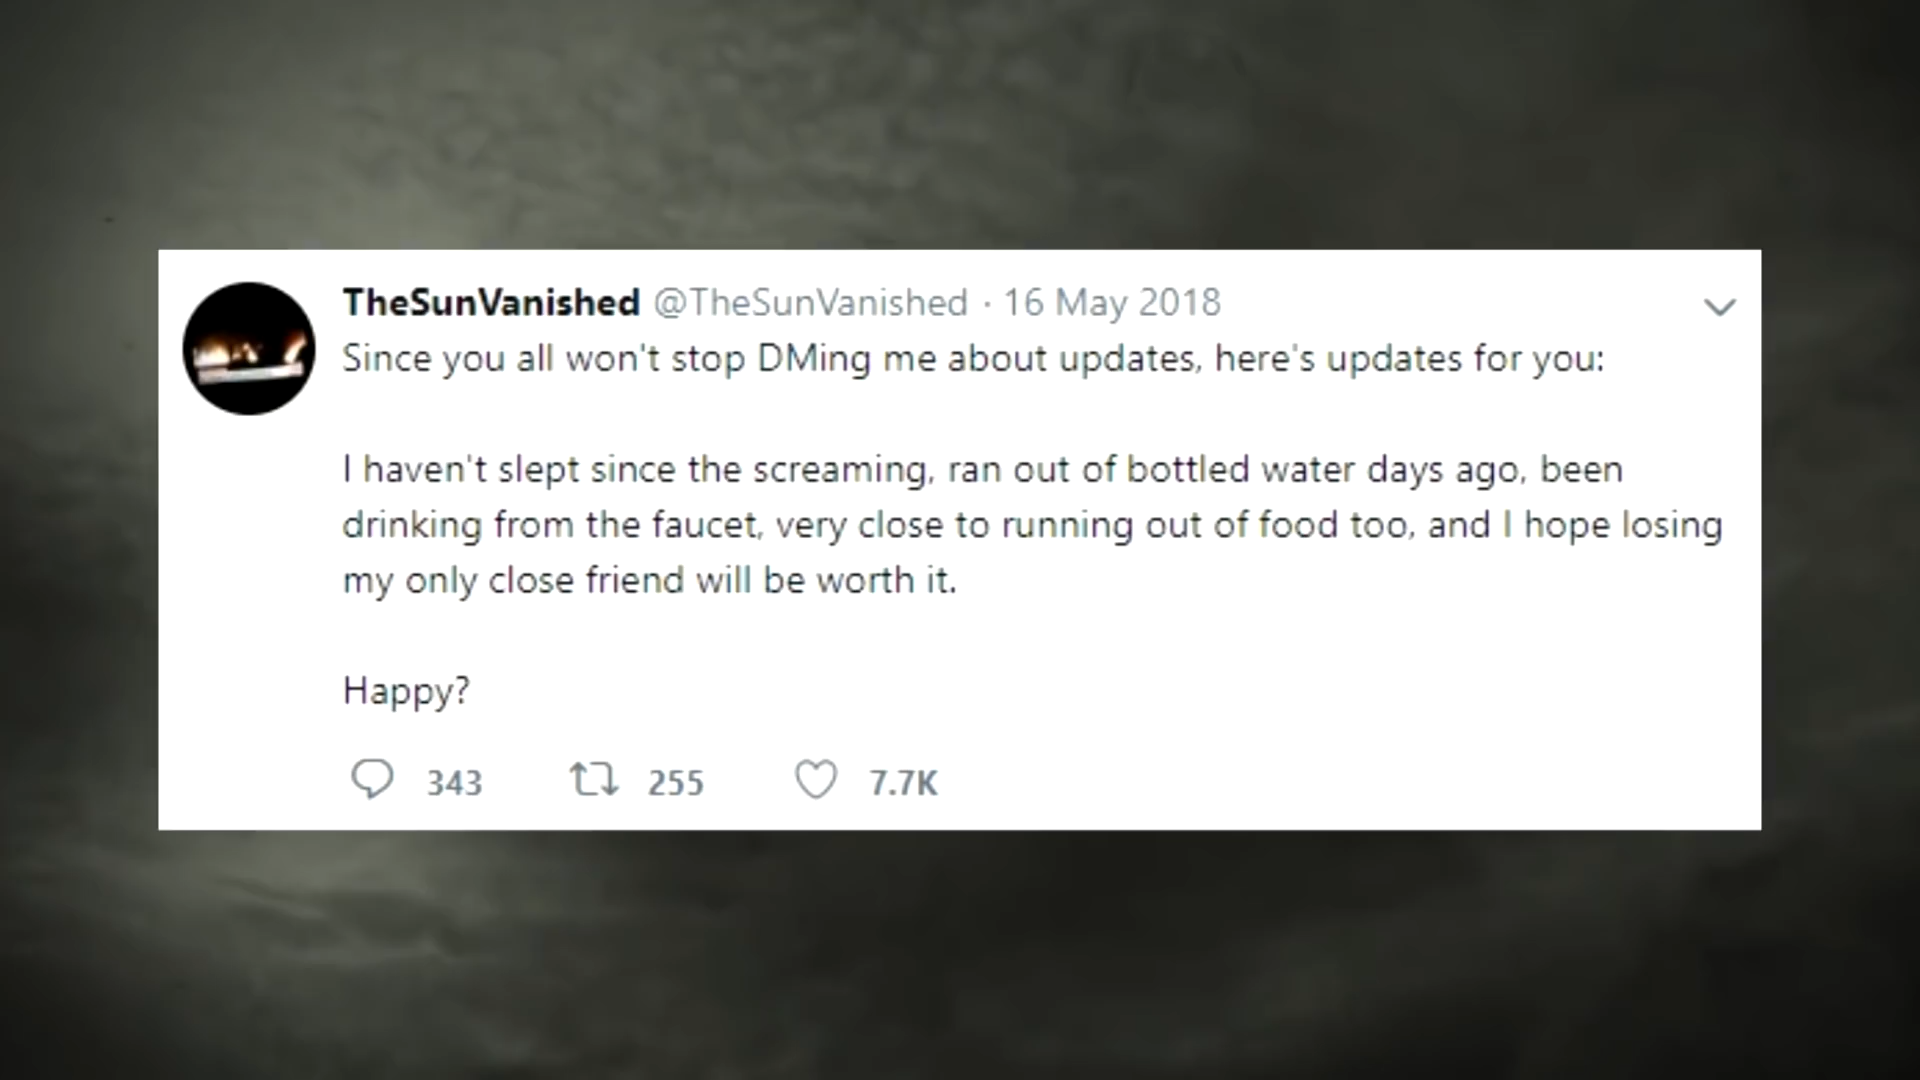 TheSunVanished @TheSunVanished · 16 May 2018
Since you all won't stop DMing me about updates, here's updates for you:
I haven't slept since the screaming, ran out of bottled water days ago, been
drinking from the faucet, very close to running out of food too, and I hope losing
my only close friend will be worth it.
Happy?
343 255 7.7K